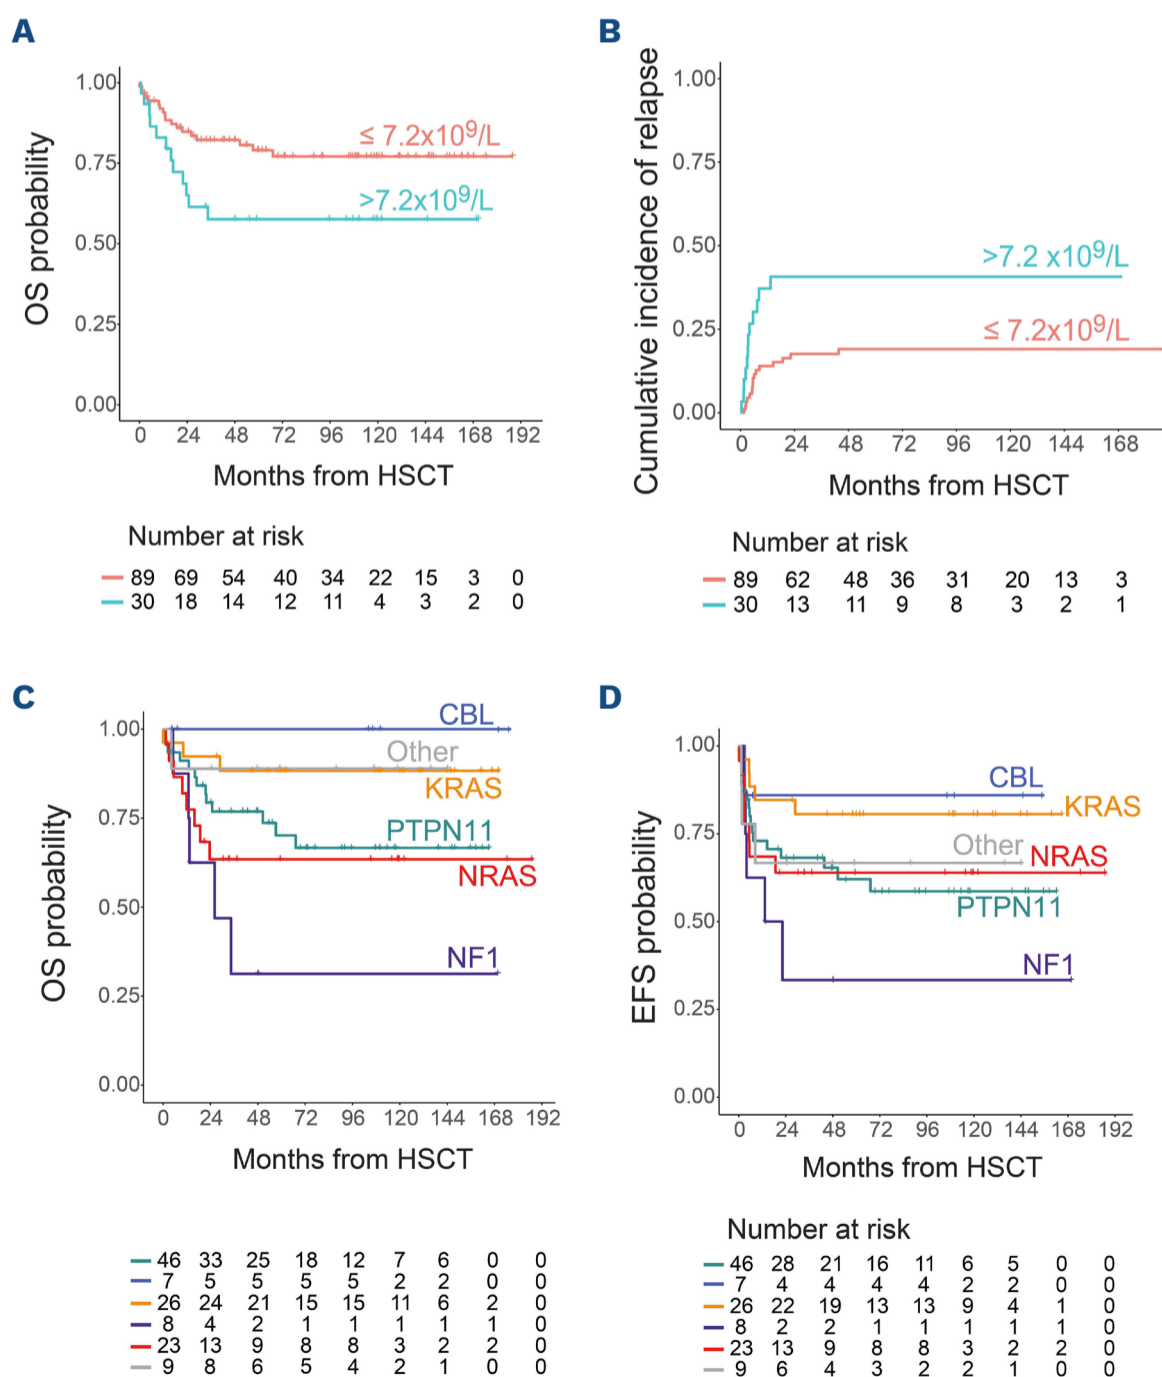 A
OS probability
1.00
0.75
0.50
0.25
0.00
≤ 7.2x10⁹/L
>7.2x10⁹/L
0 24 48 72 96 120 144 168 192
Months from HSCT
Number at risk
89 69 54 40 34 22 15 3 0
30 18 14 12 11 4 3 2 0
B
Cumulative incidence of relapse
1.00
0.75
0.50
0.25
0.00
>7.2 x10⁹/L
≤ 7.2x10⁹/L
0 24 48 72 96 120 144 168
Months from HSCT
Number at risk
89 62 48 36 31 20 13 3
30 13 11 9 8 3 2 1
C
OS probability
1.00
0.75
0.50
0.25
0.00
CBL
Other
KRAS
PTPN11
NRAS
NF1
0 24 48 72 96 120 144 168 192
Months from HSCT
46 33 25 18 12 7 6 0 0
7 5 5 5 5 2 2 0 0
26 24 21 15 15 11 6 2 0
8 4 2 1 1 1 1 1 0
23 13 9 8 8 3 2 2 0
9 8 6 5 4 2 1 0 0
D
EFS probability
1.00
0.75
0.50
0.25
0.00
CBL
KRAS
Other
NRAS
PTPN11
NF1
0 24 48 72 96 120 144 168 192
Months from HSCT
Number at risk
46 28 21 16 11 6 5 0 0
7 4 4 4 4 2 2 0 0
26 22 19 13 13 9 4 1 0
8 2 2 1 1 1 1 1 0
23 13 9 8 8 3 2 2 0
9 6 4 3 2 2 1 0 0